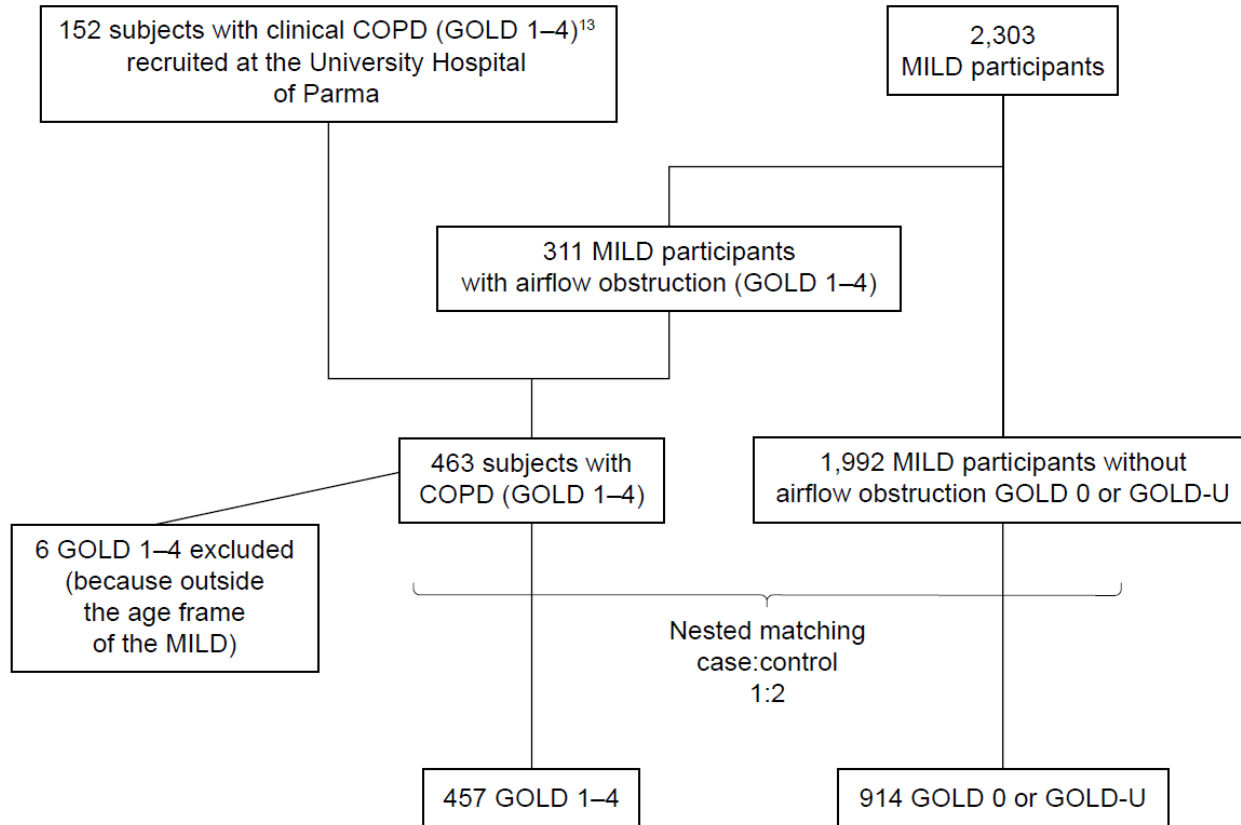 152 subjects with clinical COPD (GOLD 1–4)¹³
recruited at the University Hospital
of Parma
2,303
MILD participants
311 MILD participants
with airflow obstruction (GOLD 1–4)
463 subjects with
COPD (GOLD 1–4)
1,992 MILD participants without
airflow obstruction GOLD 0 or GOLD-U
6 GOLD 1–4 excluded
(because outside
the age frame
of the MILD)
Nested matching
case:control
1:2
457 GOLD 1–4
914 GOLD 0 or GOLD-U